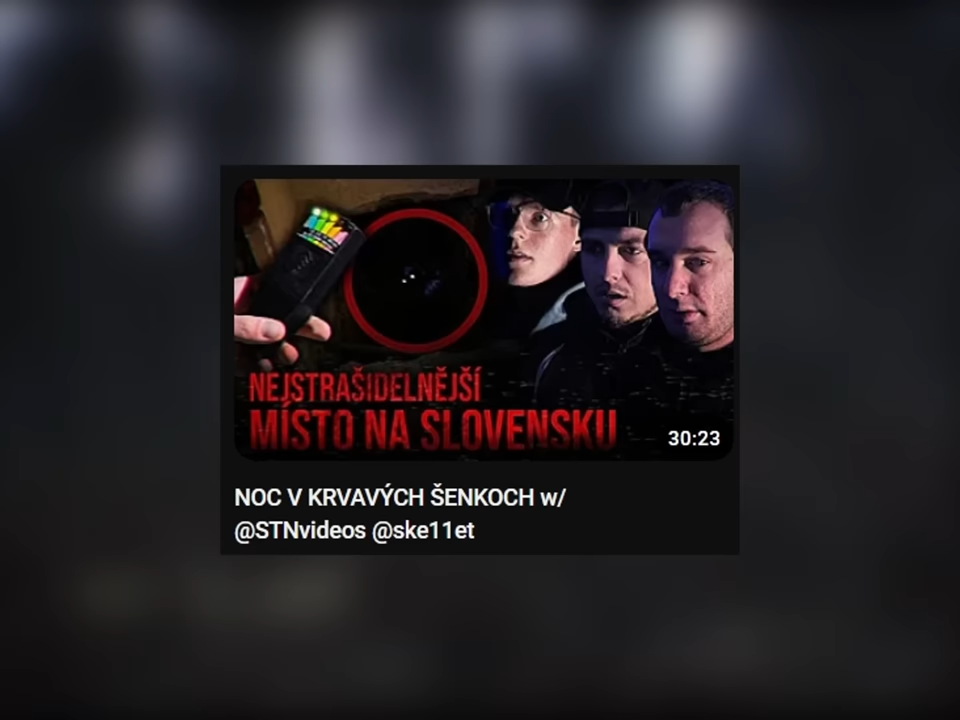 NEJSTRAŠIDELNĚJŠÍ
MÍSTO NA SLOVENSKU
30:23
NOC V KRVAVÝCH ŠENKOCH w/
@STNvideos @ske11et